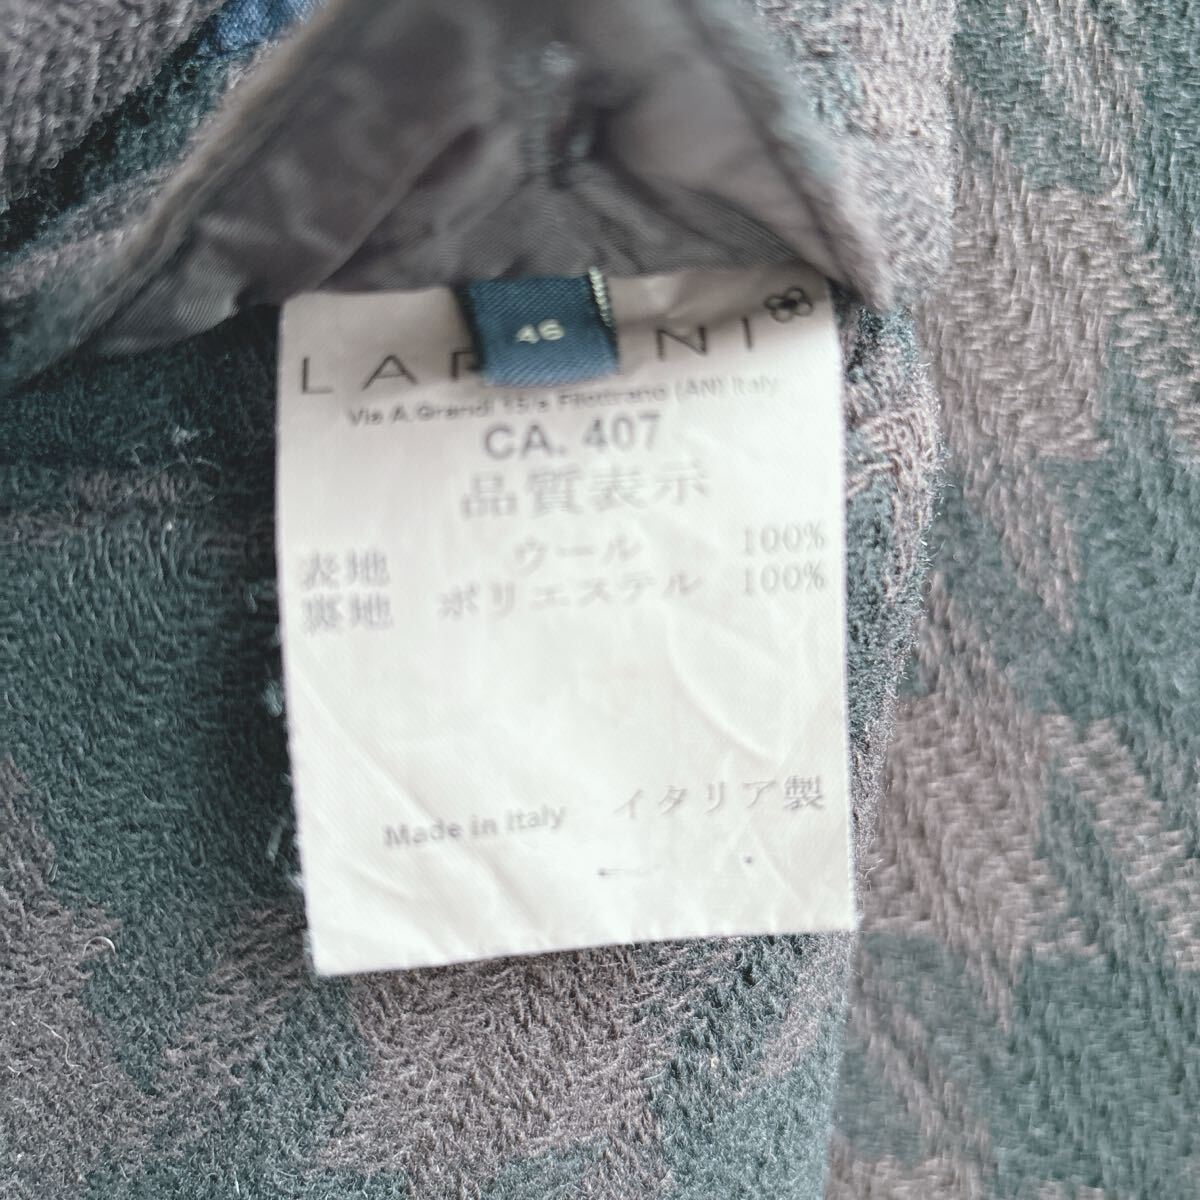 46
LAR NI
Via A.Grandi 15/a Filottrano (AN) Italy
CA. 407
品質表示
表地 ウール 100%
裏地 ポリエステル 100%
Made in Italy イタリア製